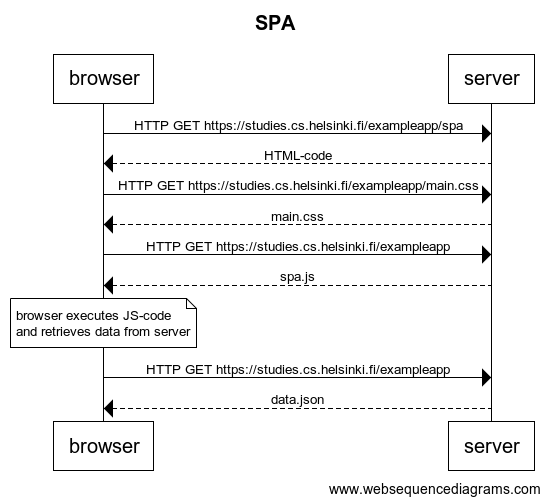 SPA
browser server
HTTP GET https://studies.cs.helsinki.fi/exampleapp/spa
HTML-code
HTTP GET https://studies.cs.helsinki.fi/exampleapp/main.css
main.css
HTTP GET https://studies.cs.helsinki.fi/exampleapp
spa.js
browser executes JS-code
and retrieves data from server
HTTP GET https://studies.cs.helsinki.fi/exampleapp
data.json
browser server
www.websequencediagrams.com